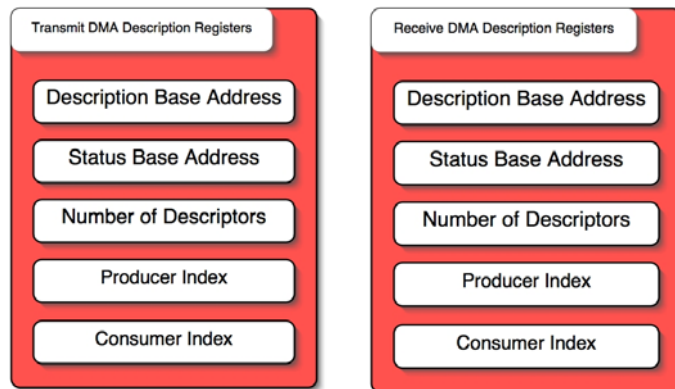 Transmit DMA Description Registers
Description Base Address
Status Base Address
Number of Descriptors
Producer Index
Consumer Index
Receive DMA Description Registers
Description Base Address
Status Base Address
Number of Descriptors
Producer Index
Consumer Index